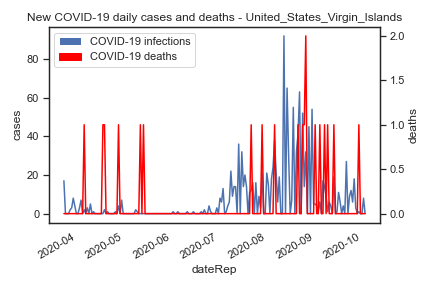 New COVID-19 daily cases and deaths - United_States_Virgin_Islands
COVID-19 infections
COVID-19 deaths
cases
80
60
40
20
0
deaths
2.0
1.5
1.0
0.5
0.0
2020-04
2020-05
2020-06
2020-07
2020-08
2020-09
2020-10
dateRep